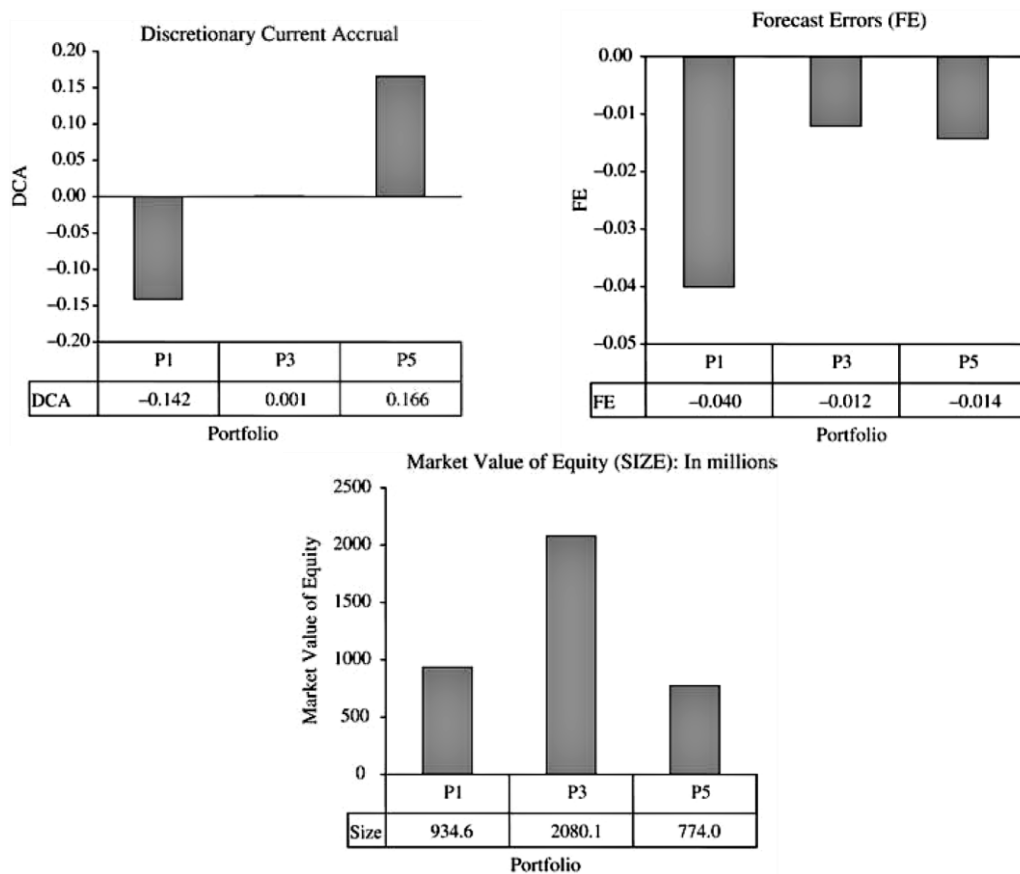 Discretionary Current Accrual
0.20
0.15
0.10
0.05
0.00
−0.05
−0.10
−0.15
−0.20
DCA
P1 P3 P5
DCA −0.142 0.001 0.166
Portfolio
Forecast Errors (FE)
0.00
−0.01
−0.02
−0.03
−0.04
−0.05
FE
P1 P3 P5
FE −0.040 −0.012 −0.014
Portfolio
Market Value of Equity (SIZE): In millions
2500
2000
1500
1000
500
0
Market Value of Equity
P1 P3 P5
Size 934.6 2080.1 774.0
Portfolio